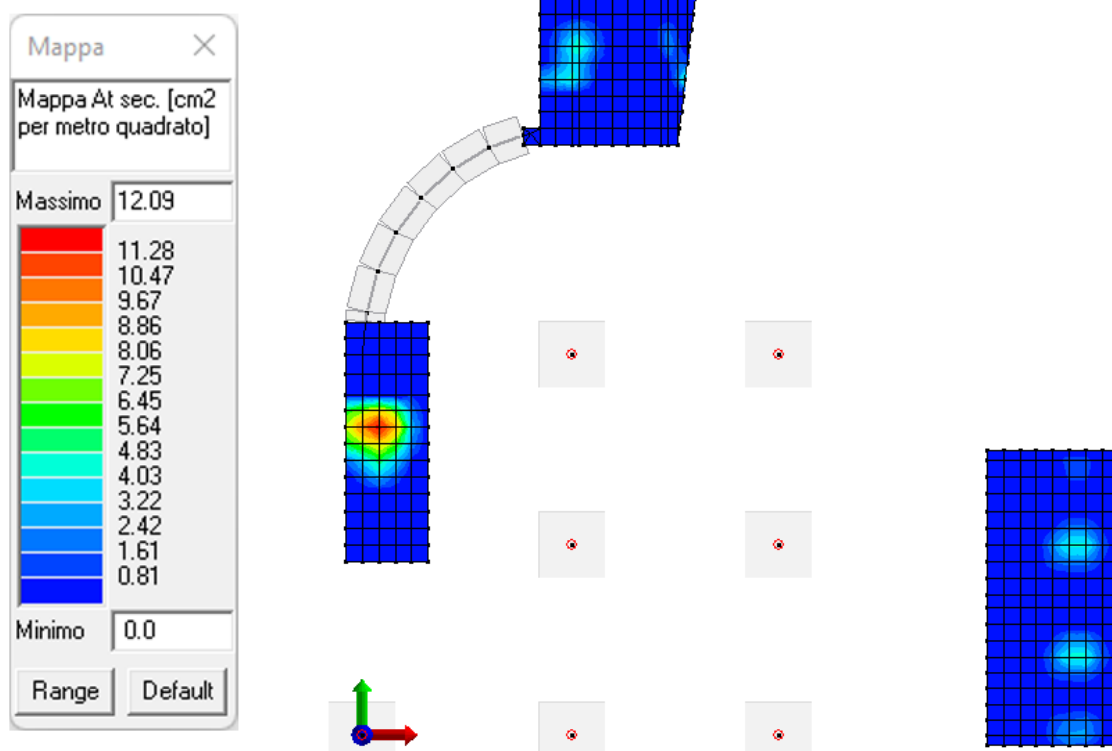 Mappa
Mappa At sec. [cm2
per metro quadrato]
Massimo 12.09
11.28
10.47
9.67
8.86
8.06
7.25
6.45
5.64
4.83
4.03
3.22
2.42
1.61
0.81
Minimo 0.0
Range Default